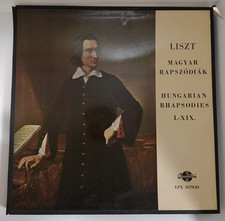 LISZT
MAGYAR
RAPSZÓDIÁK
HUNGARIAN
RHAPSODIES
I-XIX.